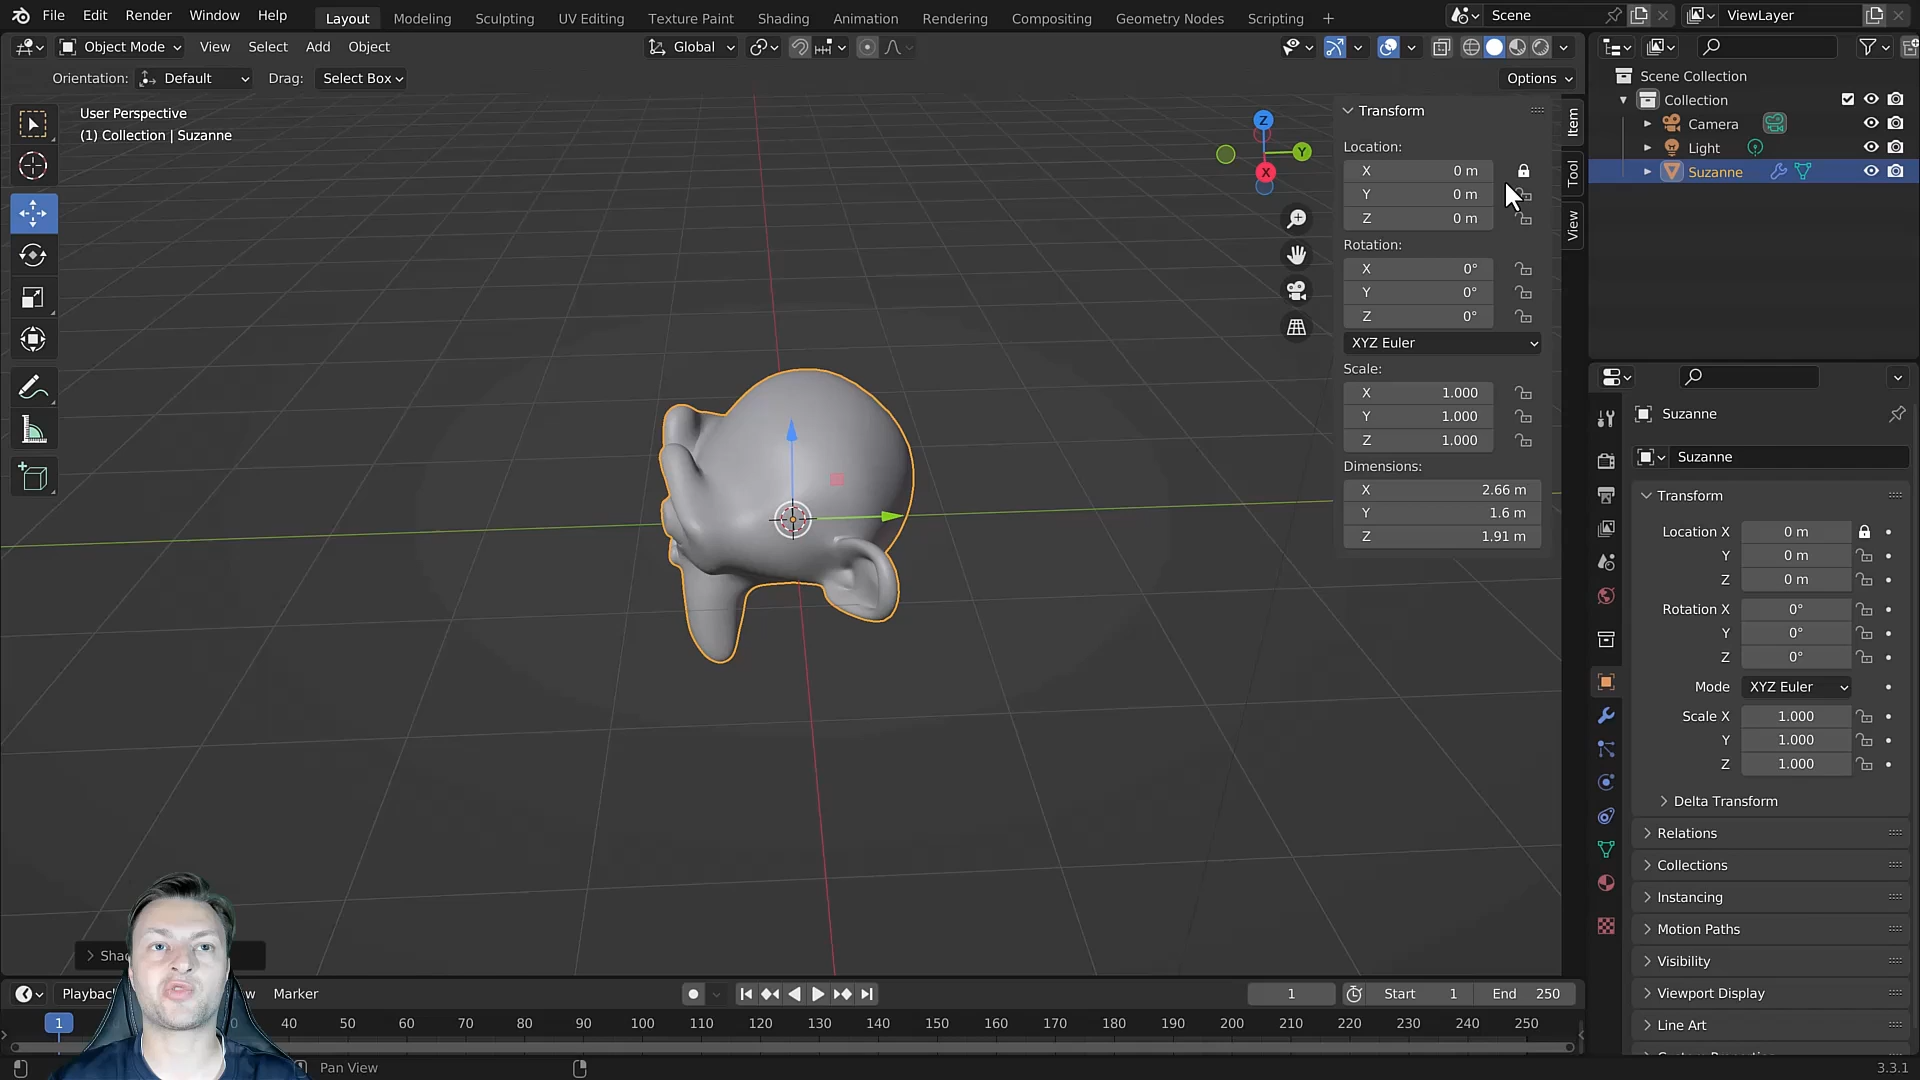 File Edit Render Window Help Layout Modeling Sculpting UV Editing Texture Paint Shading Animation Rendering Compositing Geometry Nodes Scripting + Scene ViewLayer
Object Mode View Select Add Object Global
Orientation: Default Drag: Select Box Options
User Perspective
(1) Collection | Suzanne
Z
Y
X
Transform
Location:
X 0 m
Y 0 m
Z 0 m
Rotation:
X 0°
Y 0°
Z 0°
XYZ Euler
Scale:
X 1.000
Y 1.000
Z 1.000
Dimensions:
X 2.66 m
Y 1.6 m
Z 1.91 m
Item
Tool
View
Scene Collection
Collection
Camera
Light
Suzanne
Suzanne
Suzanne
Transform
Location X 0 m
Y 0 m
Z 0 m
Rotation X 0°
Y 0°
Z 0°
Mode XYZ Euler
Scale X 1.000
Y 1.000
Z 1.000
Delta Transform
Relations
Collections
Instancing
Motion Paths
Visibility
Viewport Display
Line Art
Marker 1 Start 1 End 250
1 40 50 60 70 80 90 100 110 120 130 140 150 160 170 180 190 200 210 220 230 240 250
Pan View 3.3.1